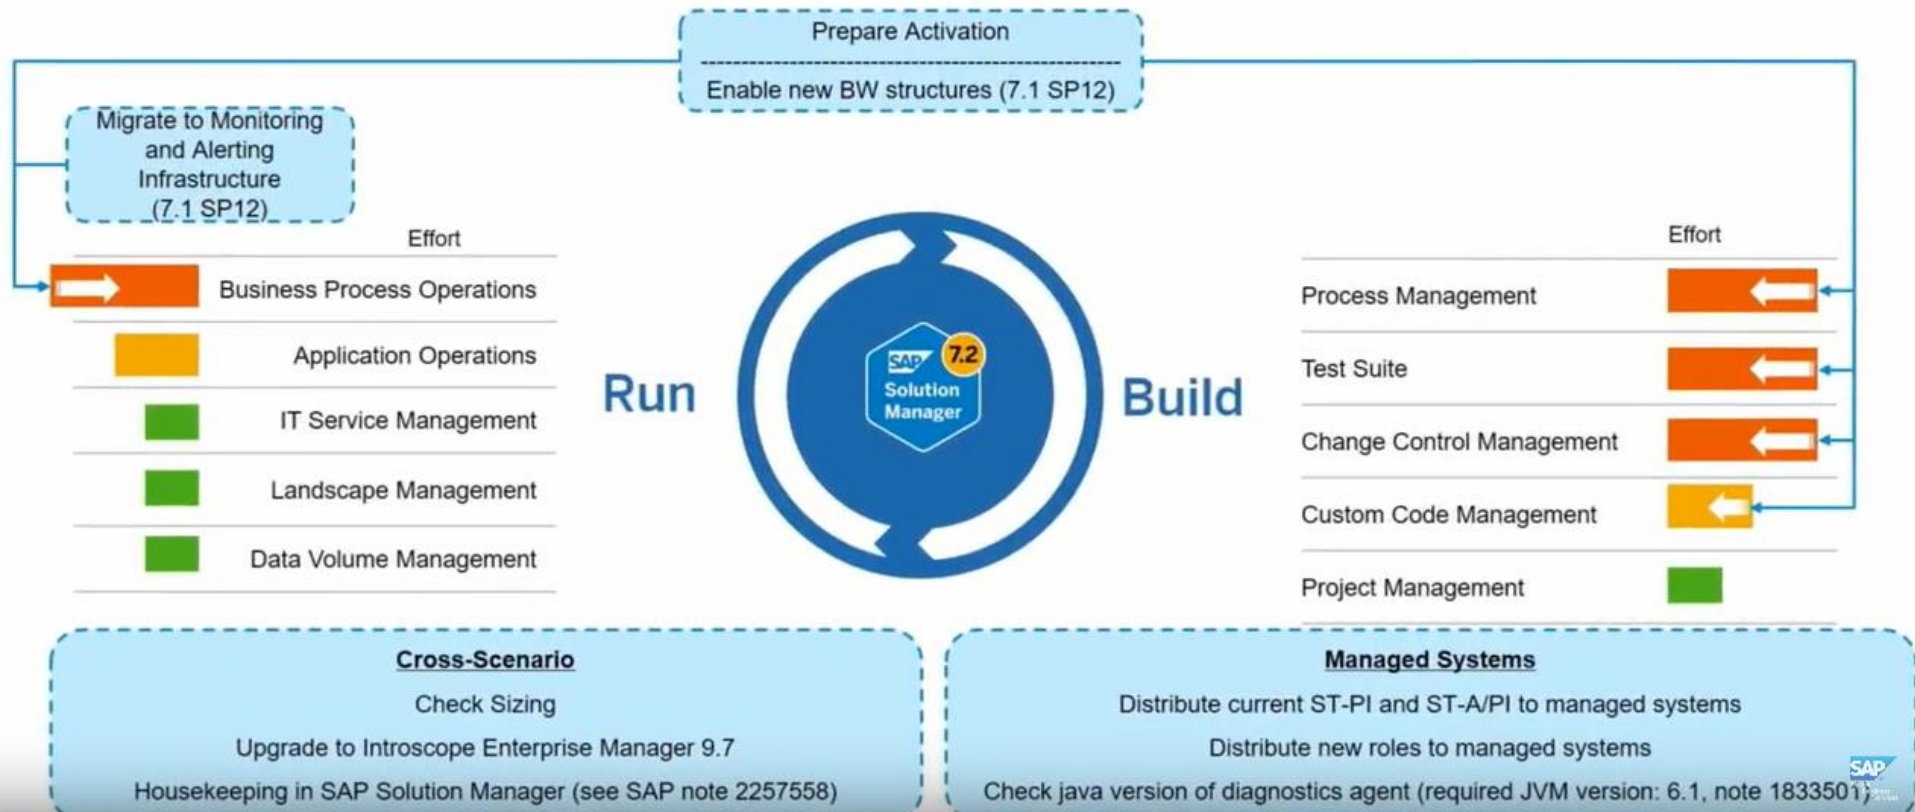 Prepare Activation
Enable new BW structures (7.1 SP12)
Migrate to Monitoring
and Alerting
Infrastructure
(7.1 SP12)
Effort
Business Process Operations
Application Operations
IT Service Management
Landscape Management
Data Volume Management
Run
SAP
7.2
Solution
Manager
Build
Effort
Process Management
Test Suite
Change Control Management
Custom Code Management
Project Management
Cross-Scenario
Check Sizing
Upgrade to Introscope Enterprise Manager 9.7
Housekeeping in SAP Solution Manager (see SAP note 2257558)
Managed Systems
Distribute current ST-PI and ST-A/PI to managed systems
Distribute new roles to managed systems
Check java version of diagnostics agent (required JVM version: 6.1, note 1833501)
SAP